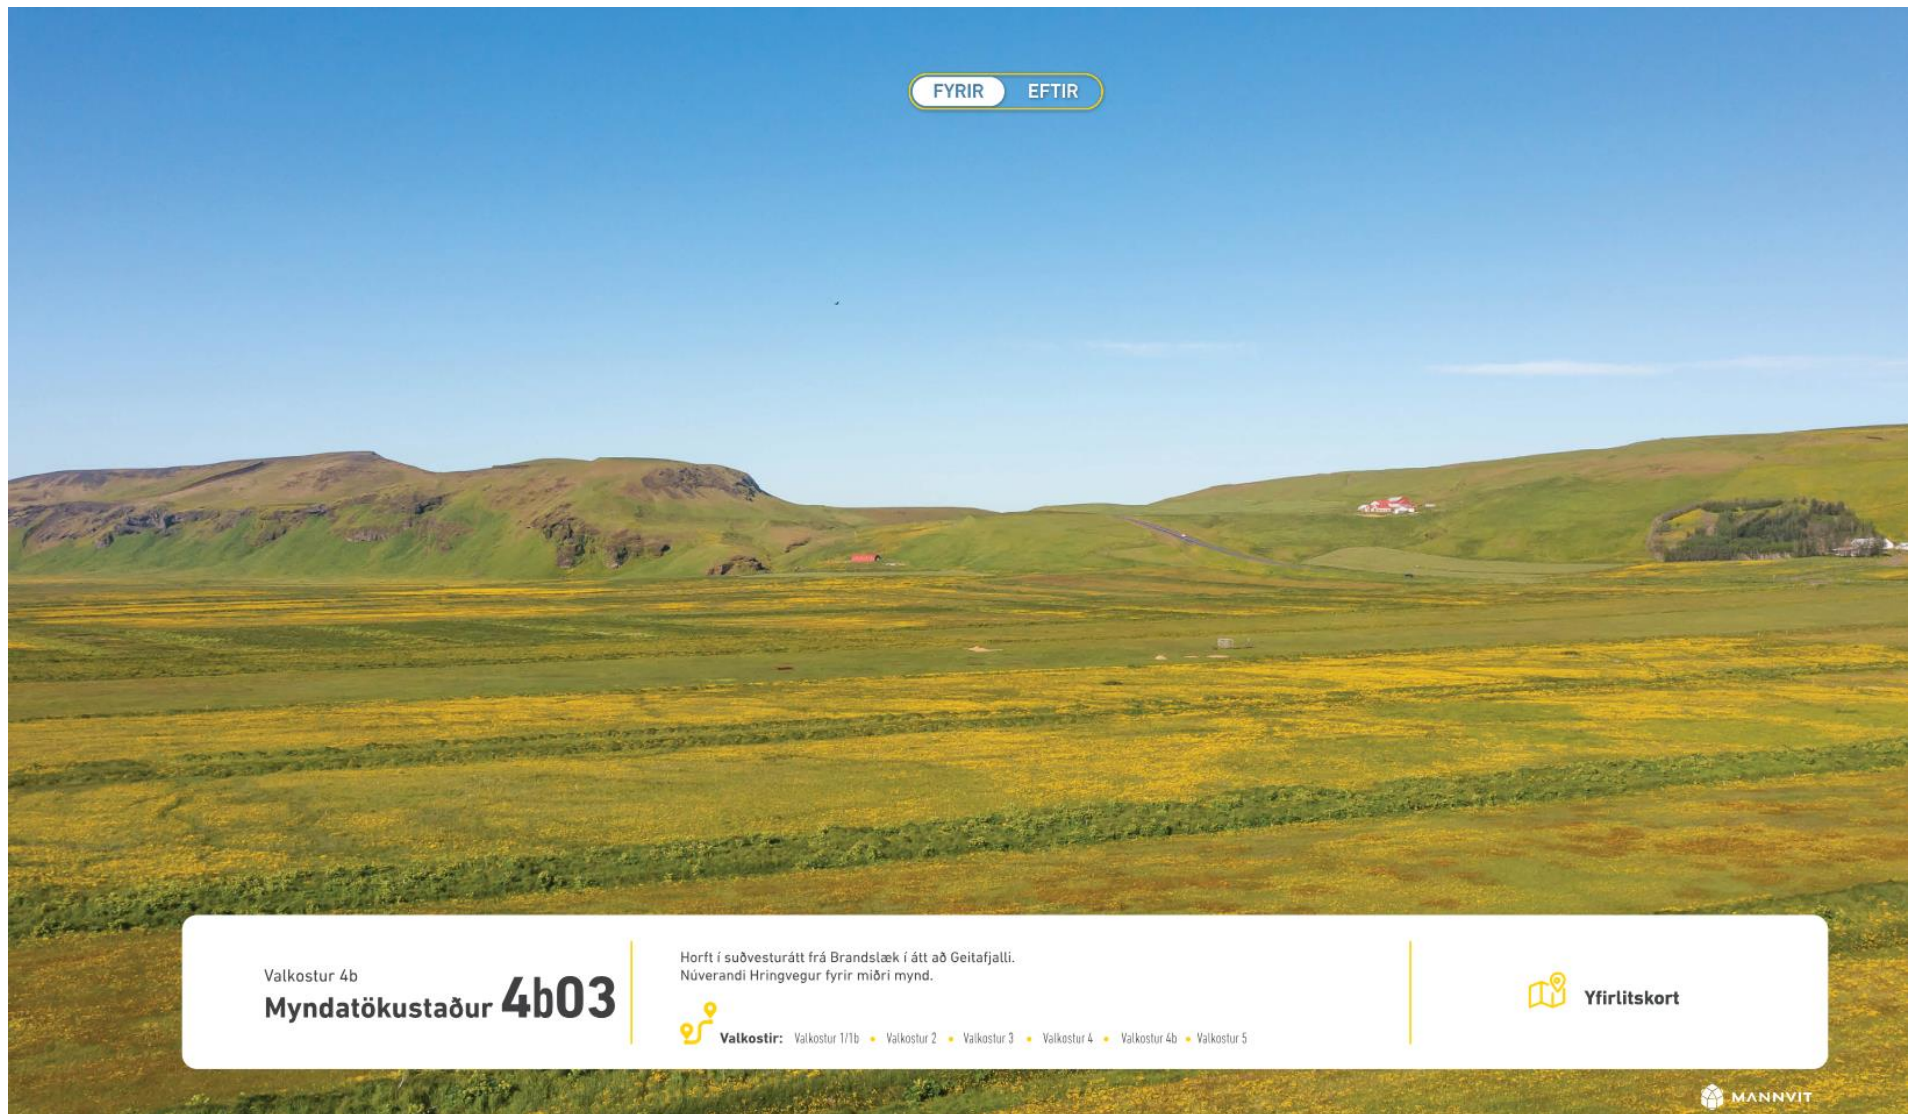 FYRIR EFTIR
Valkostur 4b
Myndatökustaður 4b03
Horft í suðvesturátt frá Brandslæk í átt að Geitafjalli.
Núverandi Hringvegur fyrir miðri mynd.
Valkostir: Valkostur 1/1b • Valkostur 2 • Valkostur 3 • Valkostur 4 • Valkostur 4b • Valkostur 5
Yfirlitskort
MANNVIT